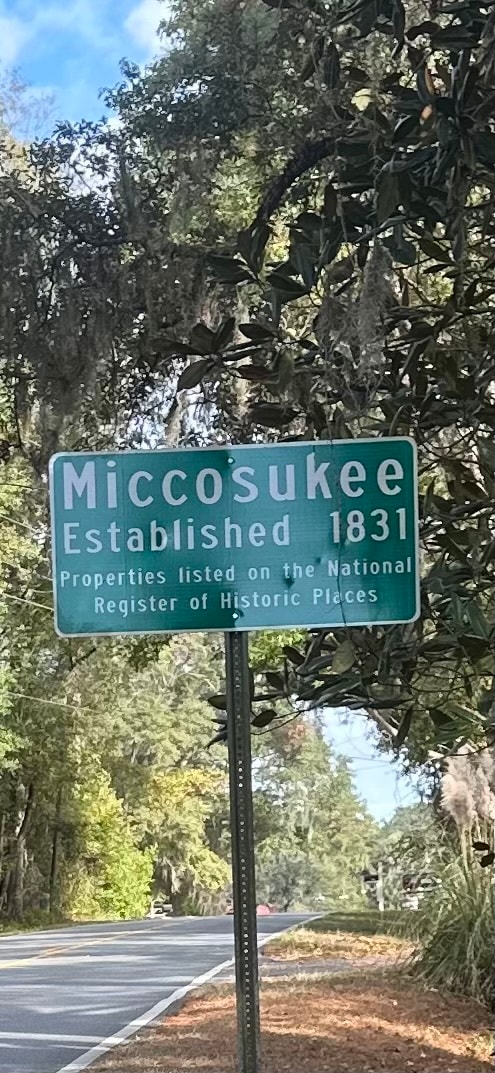 Miccosukee
Established 1831
Properties listed on the National
Register of Historic Places